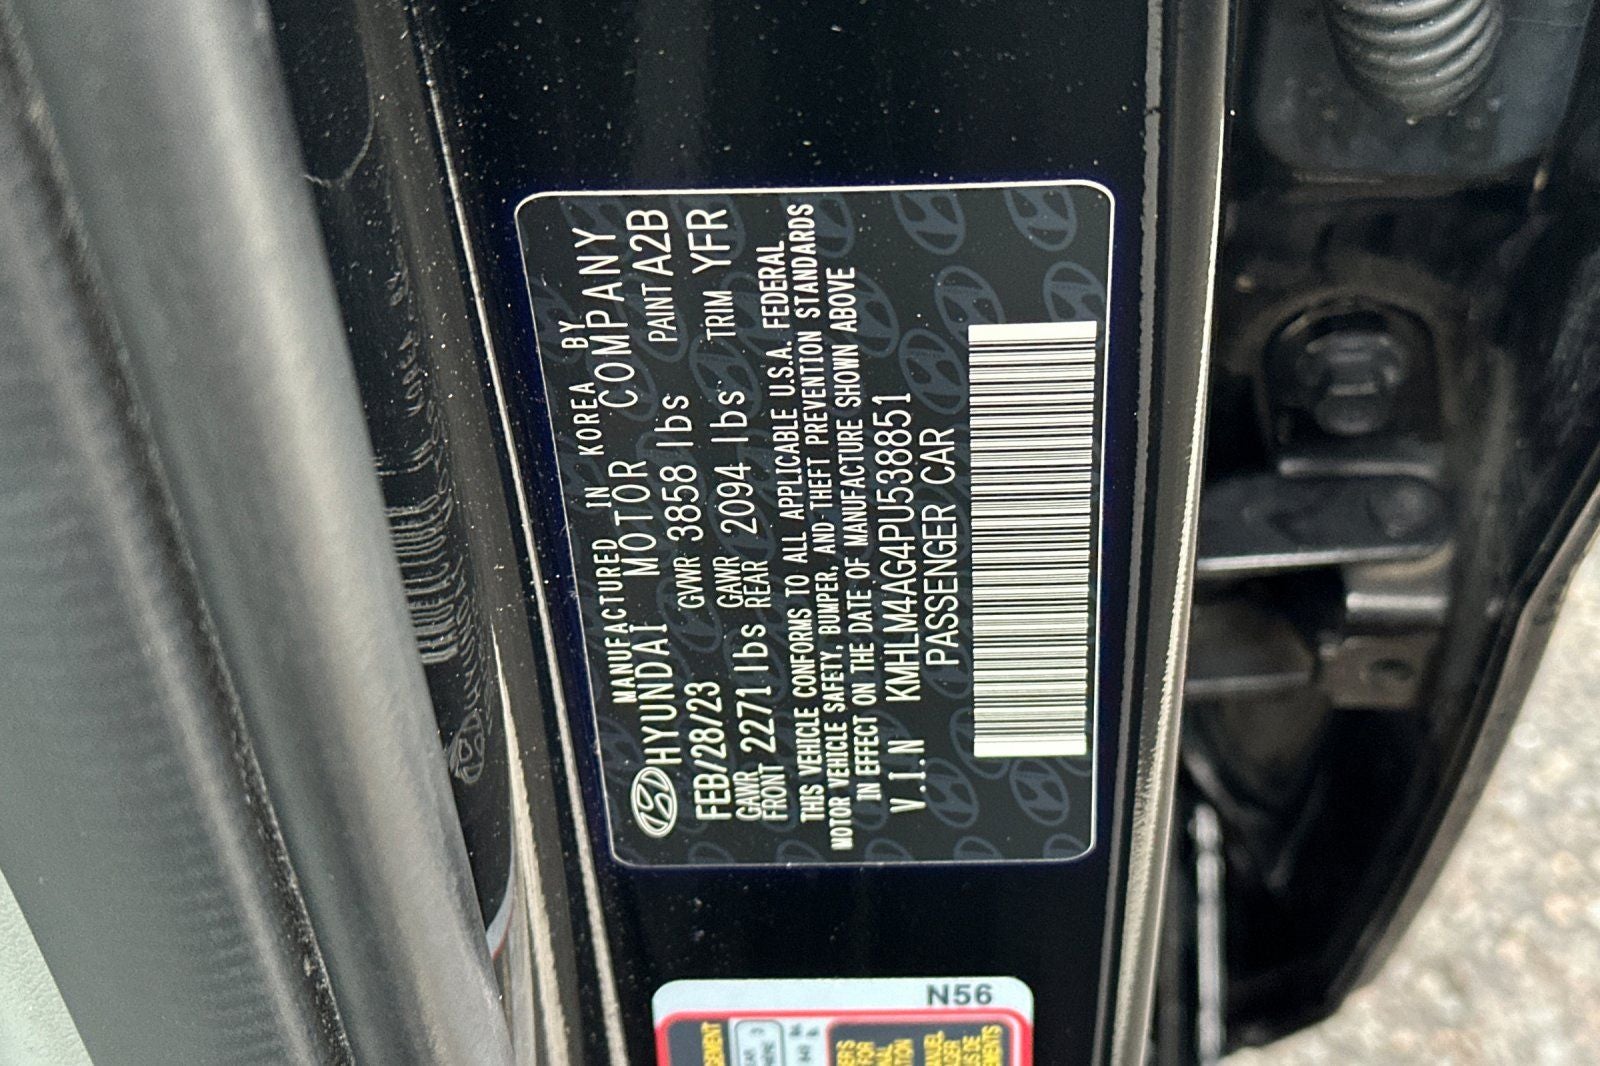 MANUFACTURED IN KOREA BY
HYUNDAI MOTOR COMPANY
FEB/28/23 GVWR 3858 lbs PAINT A2B
GAWR FRONT 2271 lbs GAWR REAR 2094 lbs TRIM YFR
THIS VEHICLE CONFORMS TO ALL APPLICABLE U.S.A. FEDERAL
MOTOR VEHICLE SAFETY, BUMPER, AND THEFT PREVENTION STANDARDS
IN EFFECT ON THE DATE OF MANUFACTURE SHOWN ABOVE
V.I.N KMHLM4AG4PU538851
PASSENGER CAR
N56